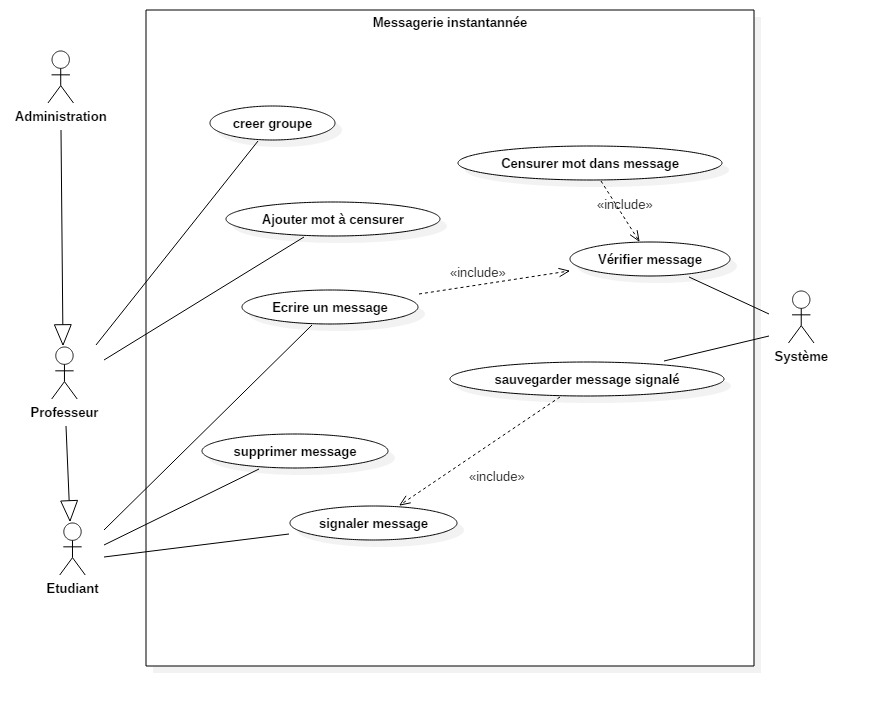 Messagerie instantannée
Administration
creer groupe
Censurer mot dans message
«include»
Ajouter mot à censurer
Vérifier message
«include»
Ecrire un message
Système
sauvegarder message signalé
Professeur
supprimer message
«include»
signaler message
Etudiant